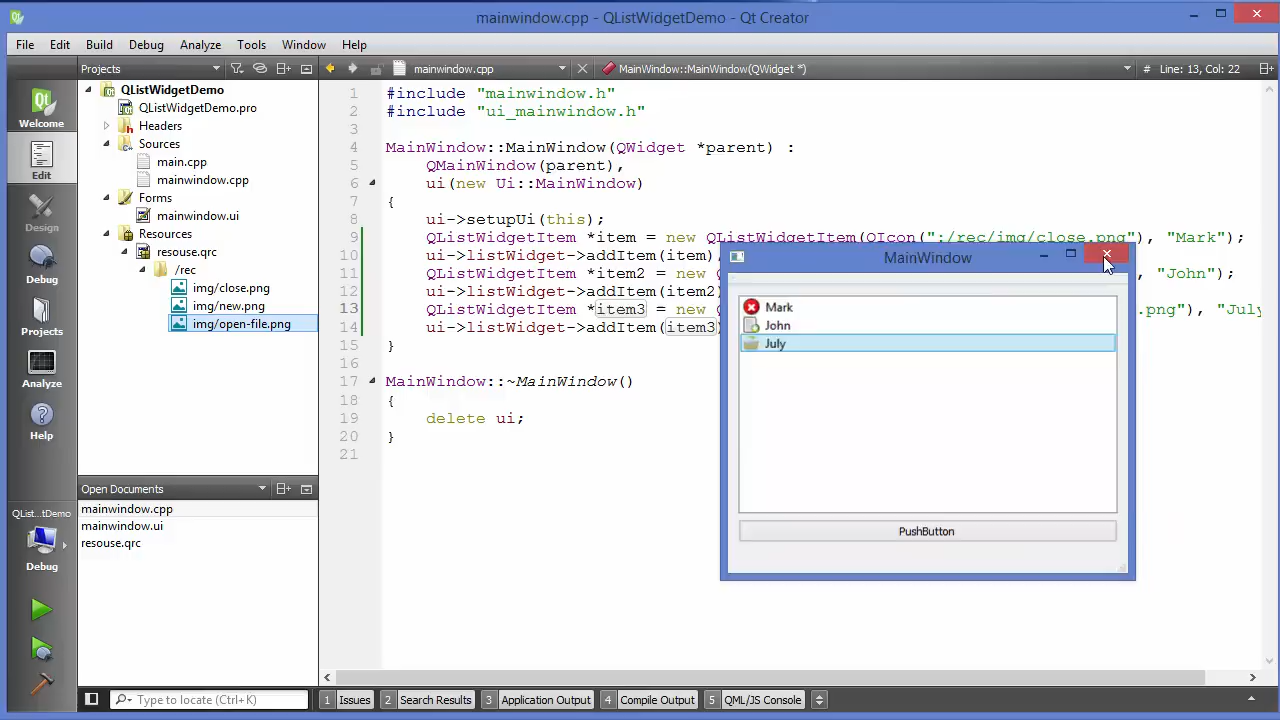 mainwindow.cpp - QListWidgetDemo - Qt Creator
File Edit Build Debug Analyze Tools Window Help
Projects
mainwindow.cpp
MainWindow::MainWindow(QWidget *)
# Line: 13, Col: 22
Welcome
Edit
Design
Debug
Projects
Analyze
Help
QListWidgetDemo
QListWidgetDemo.pro
Headers
Sources
main.cpp
mainwindow.cpp
Forms
mainwindow.ui
Resources
resouse.qrc
/rec
img/close.png
img/new.png
img/open-file.png
Open Documents
mainwindow.cpp
mainwindow.ui
resouse.qrc
QList...tDemo
Debug
1 #include "mainwindow.h"
2 #include "ui_mainwindow.h"
3
4 MainWindow::MainWindow(QWidget *parent) :
5 QMainWindow(parent),
6 ui(new Ui::MainWindow)
7 {
8 ui->setupUi(this);
9 QListWidgetItem *item = new QListWidgetItem(QIcon(":/rec/img/close.png"), "Mark");
10 ui->listWidget->addItem(item)
11 QListWidgetItem *item2 = new , "John");
12 ui->listWidget->addItem(item2)
13 QListWidgetItem *item3 = new .png"), "July
14 ui->listWidget->addItem(item3)
15 }
16
17 MainWindow::~MainWindow()
18 {
19 delete ui;
20 }
21
MainWindow
Mark
John
July
PushButton
Type to locate (Ctrl+K)
1 Issues 2 Search Results 3 Application Output 4 Compile Output 5 QML/JS Console